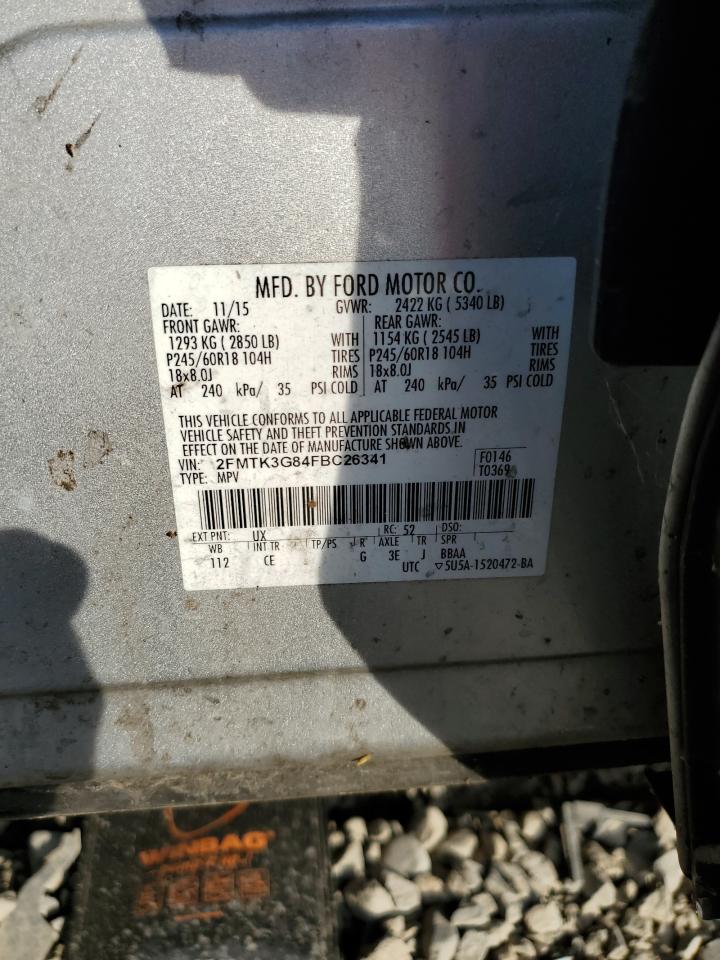 MFD. BY FORD MOTOR CO.
DATE: 11/15 GVWR: 2422 KG ( 5340 LB)
FRONT GAWR: REAR GAWR:
1293 KG ( 2850 LB) WITH 1154 KG ( 2545 LB) WITH
P245/60R18 104H TIRES P245/60R18 104H TIRES
18x8.0J RIMS 18x8.0J RIMS
AT 240 kPa/ 35 PSI COLD AT 240 kPa/ 35 PSI COLD
THIS VEHICLE CONFORMS TO ALL APPLICABLE FEDERAL MOTOR
VEHICLE SAFETY AND THEFT PREVENTION STANDARDS IN
EFFECT ON THE DATE OF MANUFACTURE SHOWN ABOVE.
VIN: 2FMTK3G84FBC26341 F0146
TYPE: MPV T0369
EXT PNT: UX RC: 52 DSO:
WB INT TR TP/PS R AXLE TR SPR
112 CE G 3E J BBAA
UTC ▽5U5A-1520472-BA
WINBAG